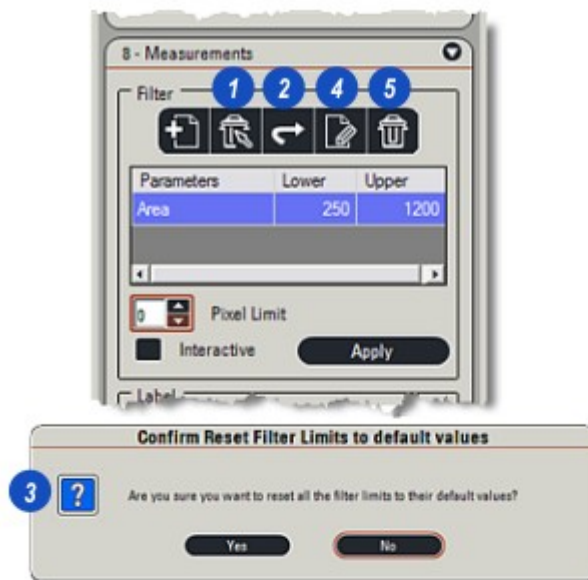 8 - Measurements
Filter
1 2 4 5
Parameters Lower Upper
Area 250 1200
0 Pixel Limit
Interactive Apply
Label
Confirm Reset Filter Limits to default values
3 ? Are you sure you want to reset all the filter limits to their default values?
Yes No